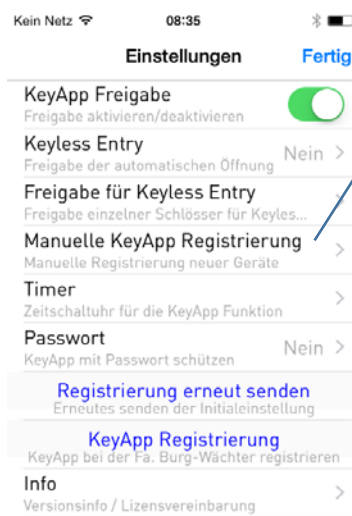 Kein Netz 08:35
Einstellungen Fertig
KeyApp Freigabe
Freigabe aktivieren/deaktivieren
Keyless Entry
Freigabe der automatischen Öffnung
Nein
Freigabe für Keyless Entry
Freigabe einzelner Schlösser für Keyles...
Manuelle KeyApp Registrierung
Manuelle Registrierung neuer Geräte
Timer
Zeitschaltuhr für die KeyApp Funktion
Passwort
KeyApp mit Passwort schützen
Nein
Registrierung erneut senden
Erneutes senden der Initialeinstellung
KeyApp Registrierung
KeyApp bei der Fa. Burg-Wächter registrieren
Info
Versionsinfo / Lizensvereinbarung